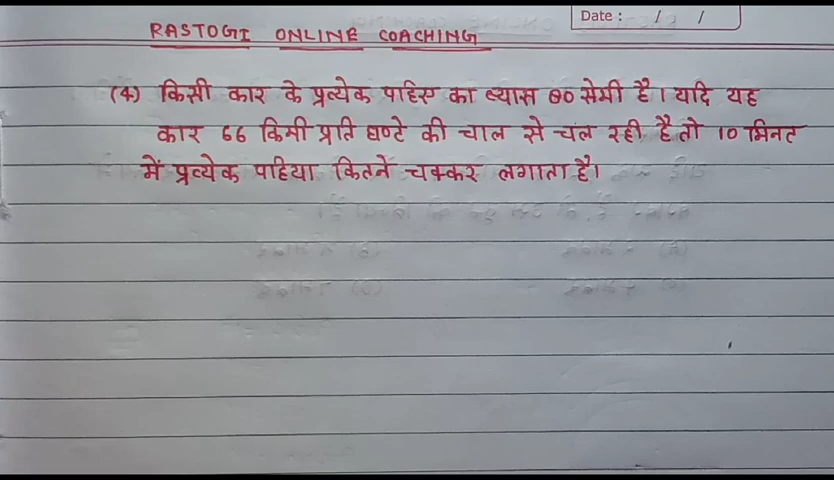 Date : / /
RASTOGI ONLINE COACHING
(4) किसी कार के प्रत्येक पहिए का व्यास 80 सेमी है। यदि यह
कार 66 किमी प्रति घण्टे की चाल से चल रही है तो 10 मिनट
में प्रत्येक पहिया कितने चक्कर लगाता है।